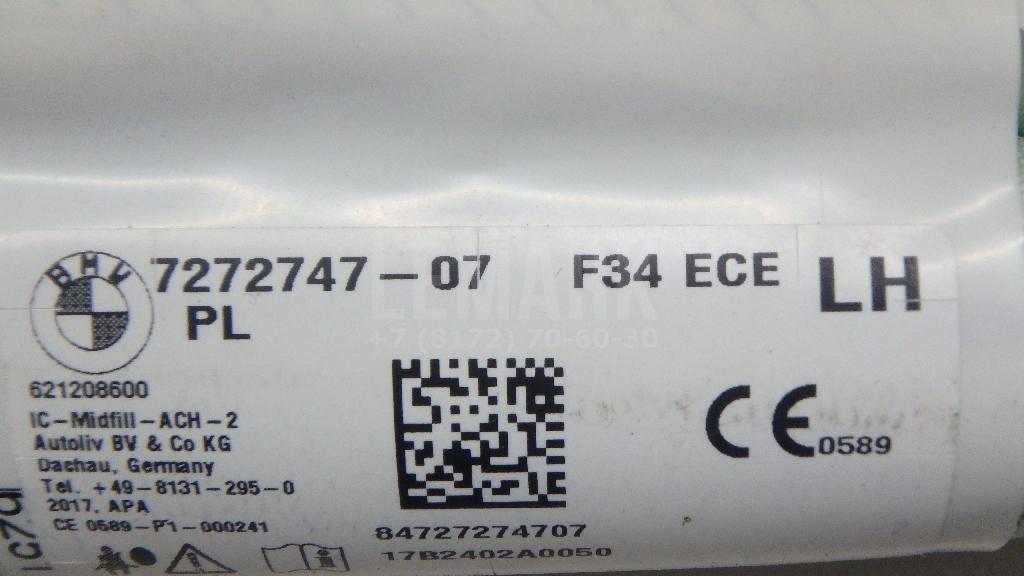 BMW
7272747-07 F34 ECE LH
PL
ELMARK
+7 (8172) 70-60-30
621208600
IC-Midfill-ACH-2
Autoliv BV & Co KG
Dachau, Germany
Tel. +49-8131-295-0
2017, APA
CE 0589-P1-000241
CE 0589
84727274707
17B2402A0050